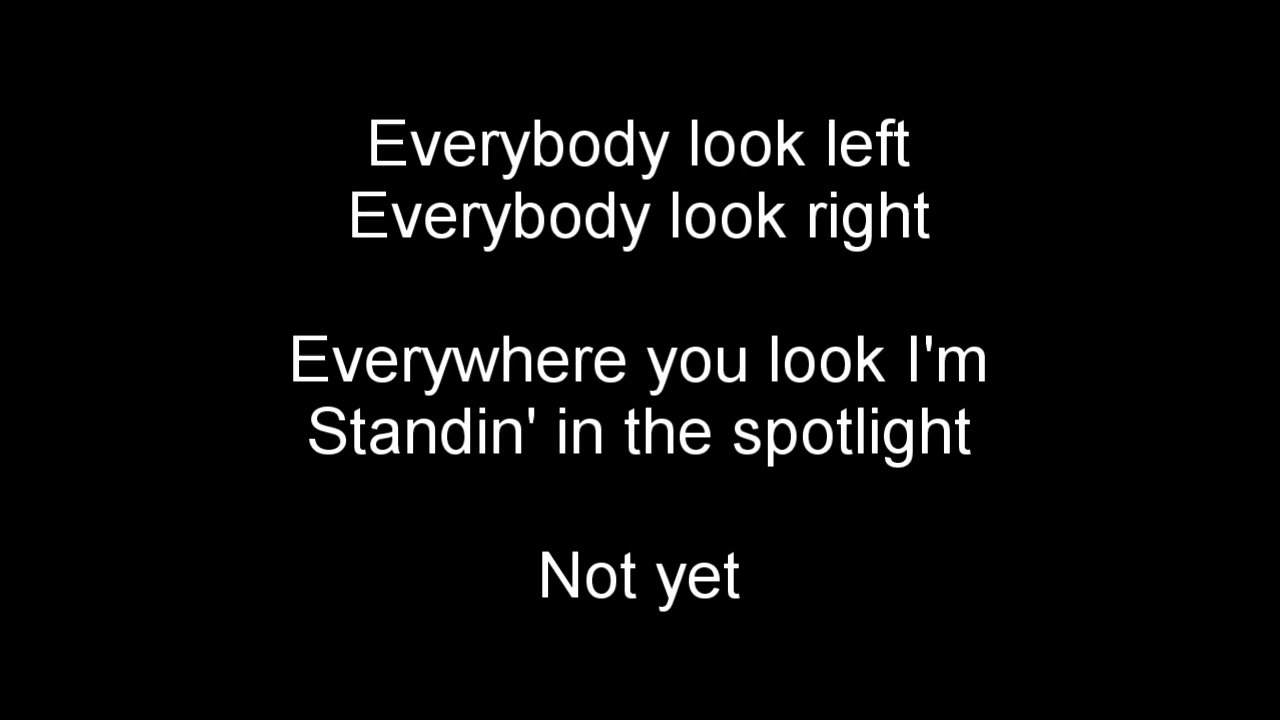 Everybody look left
Everybody look right
Everywhere you look I'm
Standin' in the spotlight
Not yet